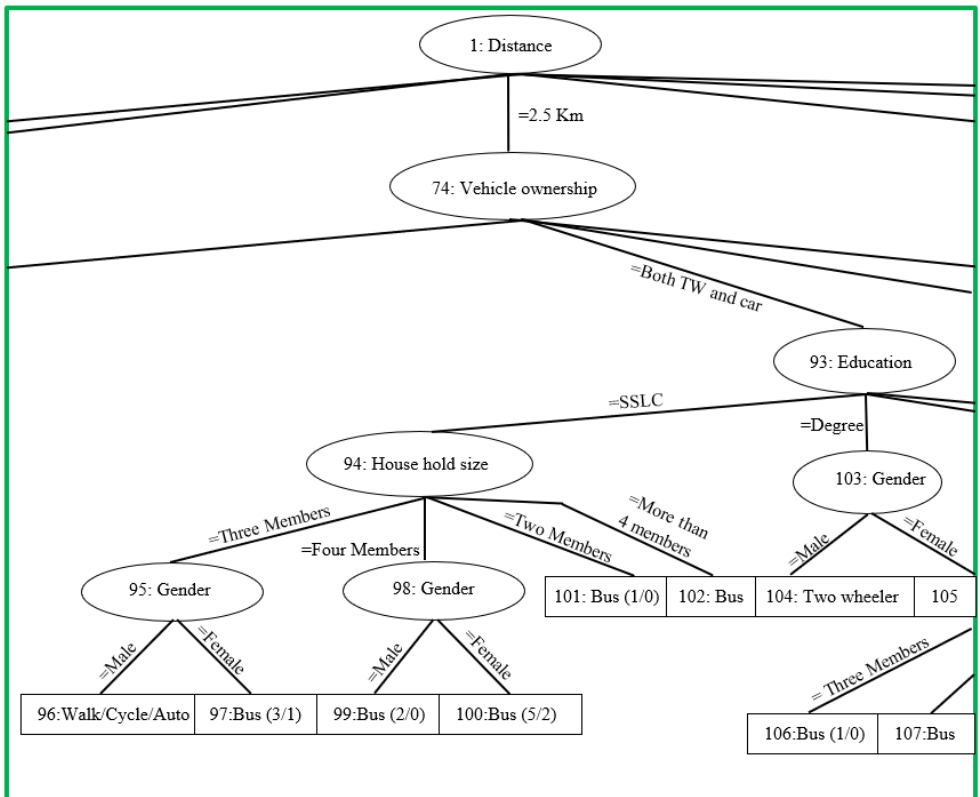 1: Distance
=2.5 Km
74: Vehicle ownership
=Both TW and car
93: Education
=SSLC
=Degree
94: House hold size
103: Gender
=Three Members
=Four Members
=Two Members
=More than
4 members
=Male
=Female
95: Gender
98: Gender
101: Bus (1/0)
102: Bus
104: Two wheeler
105
=Male
=Female
=Male
=Female
= Three Members
96:Walk/Cycle/Auto
97:Bus (3/1)
99:Bus (2/0)
100:Bus (5/2)
106:Bus (1/0)
107:Bus